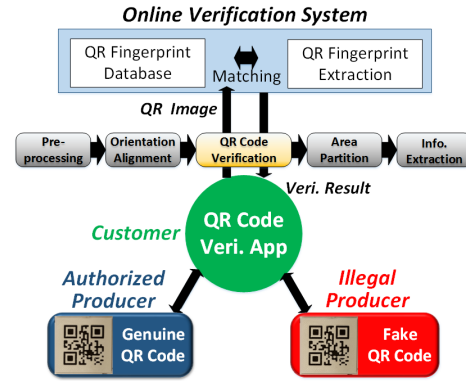 Online Verification System
QR Fingerprint
Database
Matching
QR Fingerprint
Extraction
QR Image
Pre-
processing
Orientation
Alignment
QR Code
Verification
Area
Partition
Info.
Extraction
Veri. Result
Customer
QR Code
Veri. App
Authorized
Producer
Illegal
Producer
Genuine
QR Code
Fake
QR Code